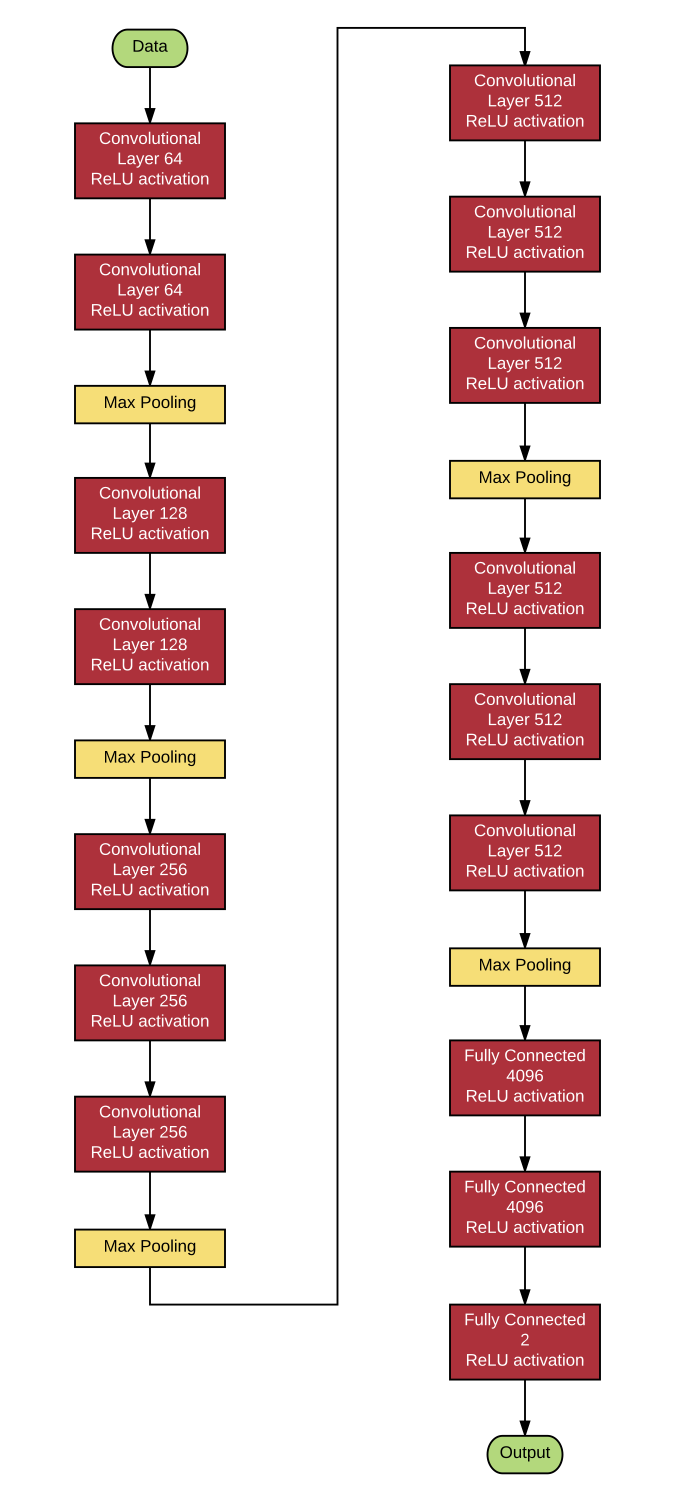 Data
Convolutional
Layer 64
ReLU activation
Convolutional
Layer 64
ReLU activation
Max Pooling
Convolutional
Layer 128
ReLU activation
Convolutional
Layer 128
ReLU activation
Max Pooling
Convolutional
Layer 256
ReLU activation
Convolutional
Layer 256
ReLU activation
Convolutional
Layer 256
ReLU activation
Max Pooling
Convolutional
Layer 512
ReLU activation
Convolutional
Layer 512
ReLU activation
Convolutional
Layer 512
ReLU activation
Max Pooling
Convolutional
Layer 512
ReLU activation
Convolutional
Layer 512
ReLU activation
Convolutional
Layer 512
ReLU activation
Max Pooling
Fully Connected
4096
ReLU activation
Fully Connected
4096
ReLU activation
Fully Connected
2
ReLU activation
Output